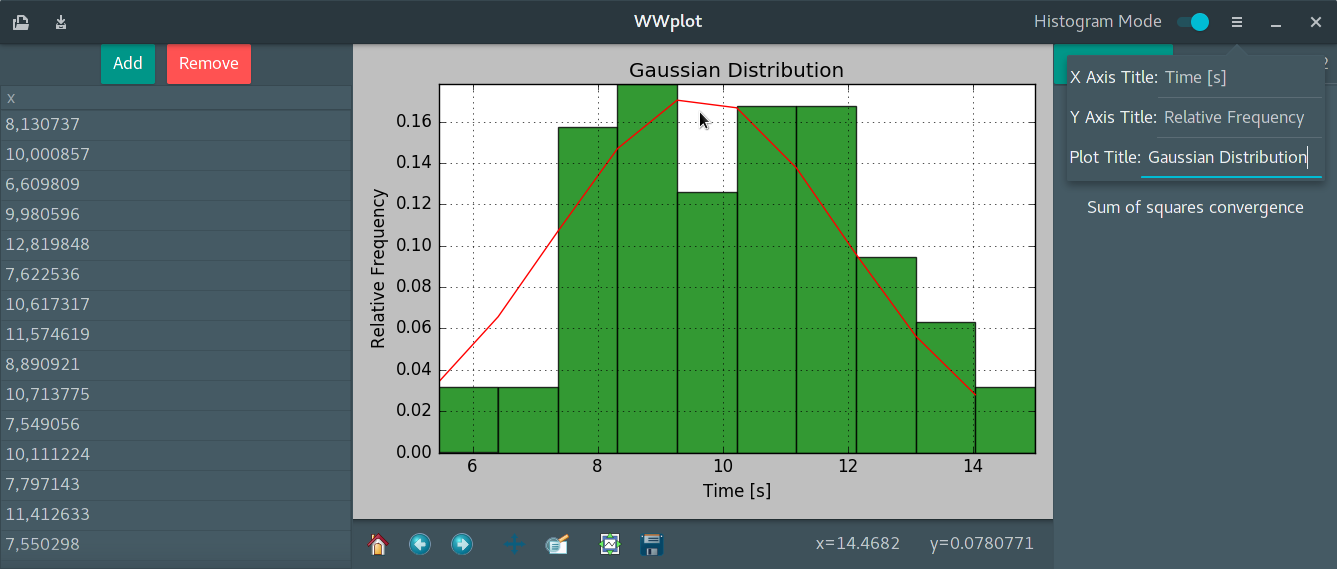 WWplot
Histogram Mode
Add
Remove
x
8,130737
10,000857
6,609809
9,980596
12,819848
7,622536
10,617317
11,574619
8,890921
10,713775
7,549056
10,111224
7,797143
11,412633
7,550298
Gaussian Distribution
Relative Frequency
0.16
0.14
0.12
0.10
0.08
0.06
0.04
0.02
0.00
6 8 10 12 14
Time [s]
x=14.4682 y=0.0780771
X Axis Title: Time [s]
Y Axis Title: Relative Frequency
Plot Title: Gaussian Distribution
Sum of squares convergence